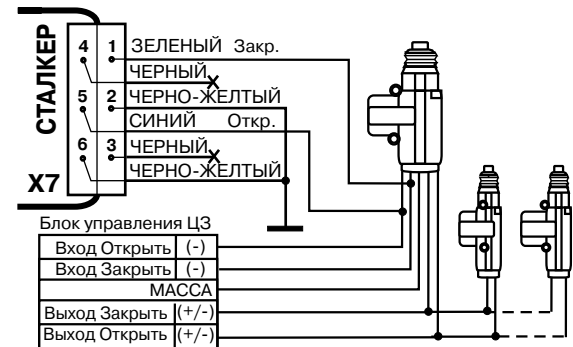 СТАЛКЕР
X7
4 1 ЗЕЛЕНЫЙ Закр.
ЧЕРНЫЙ
5 2 ЧЕРНО-ЖЕЛТЫЙ
СИНИЙ Откр.
6 3 ЧЕРНЫЙ
ЧЕРНО-ЖЕЛТЫЙ
Блок управления ЦЗ
Вход Открыть (-)
Вход Закрыть (-)
МАССА
Выход Закрыть (+/-)
Выход Открыть (+/-)